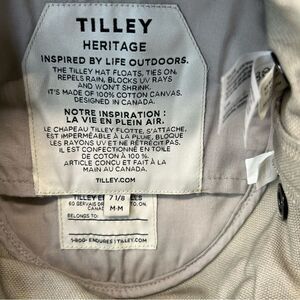 TILLEY
HERITAGE
INSPIRED BY LIFE OUTDOORS.
THE TILLEY HAT FLOATS, TIES ON,
REPELS RAIN, BLOCKS UV RAYS
AND WON'T SHRINK.
IT'S MADE OF 100% COTTON CANVAS.
DESIGNED IN CANADA.
NOTRE INSPIRATION :
LA VIE EN PLEIN AIR.
LE CHAPEAU TILLEY FLOTTE, S'ATTACHE,
EST IMPERMÉABLE À LA PLUIE, BLOQUE
LES RAYONS UV ET NE RÉTRÉCIT PAS.
IL EST CONFECTIONNÉ EN TOILE
DE COTON À 100 %.
ARTICLE CONÇU ET FAIT À LA
MAIN AU CANADA.
TILLEY.COM
TILLEY
60 GERVAIS
ON.
BELONGS TO:
7 1/8
M-M
1-800- ENDURES | TILLEY.COM